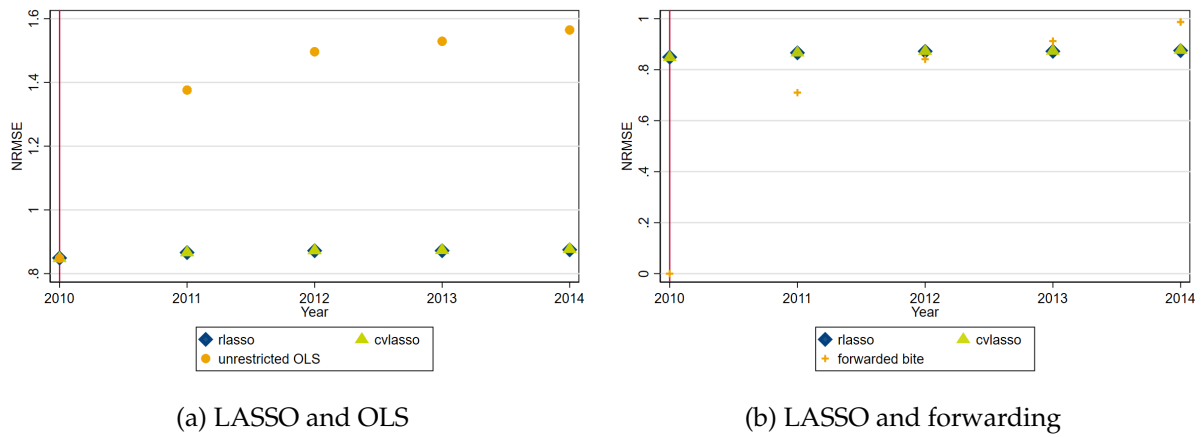 1.6
1.4
1.2
1
.8
NRMSE
2010 2011 2012 2013 2014
Year
rlasso cvlasso
unrestricted OLS
(a) LASSO and OLS
1
.8
.6
.4
.2
0
NRMSE
2010 2011 2012 2013 2014
Year
rlasso cvlasso
forwarded bite
(b) LASSO and forwarding